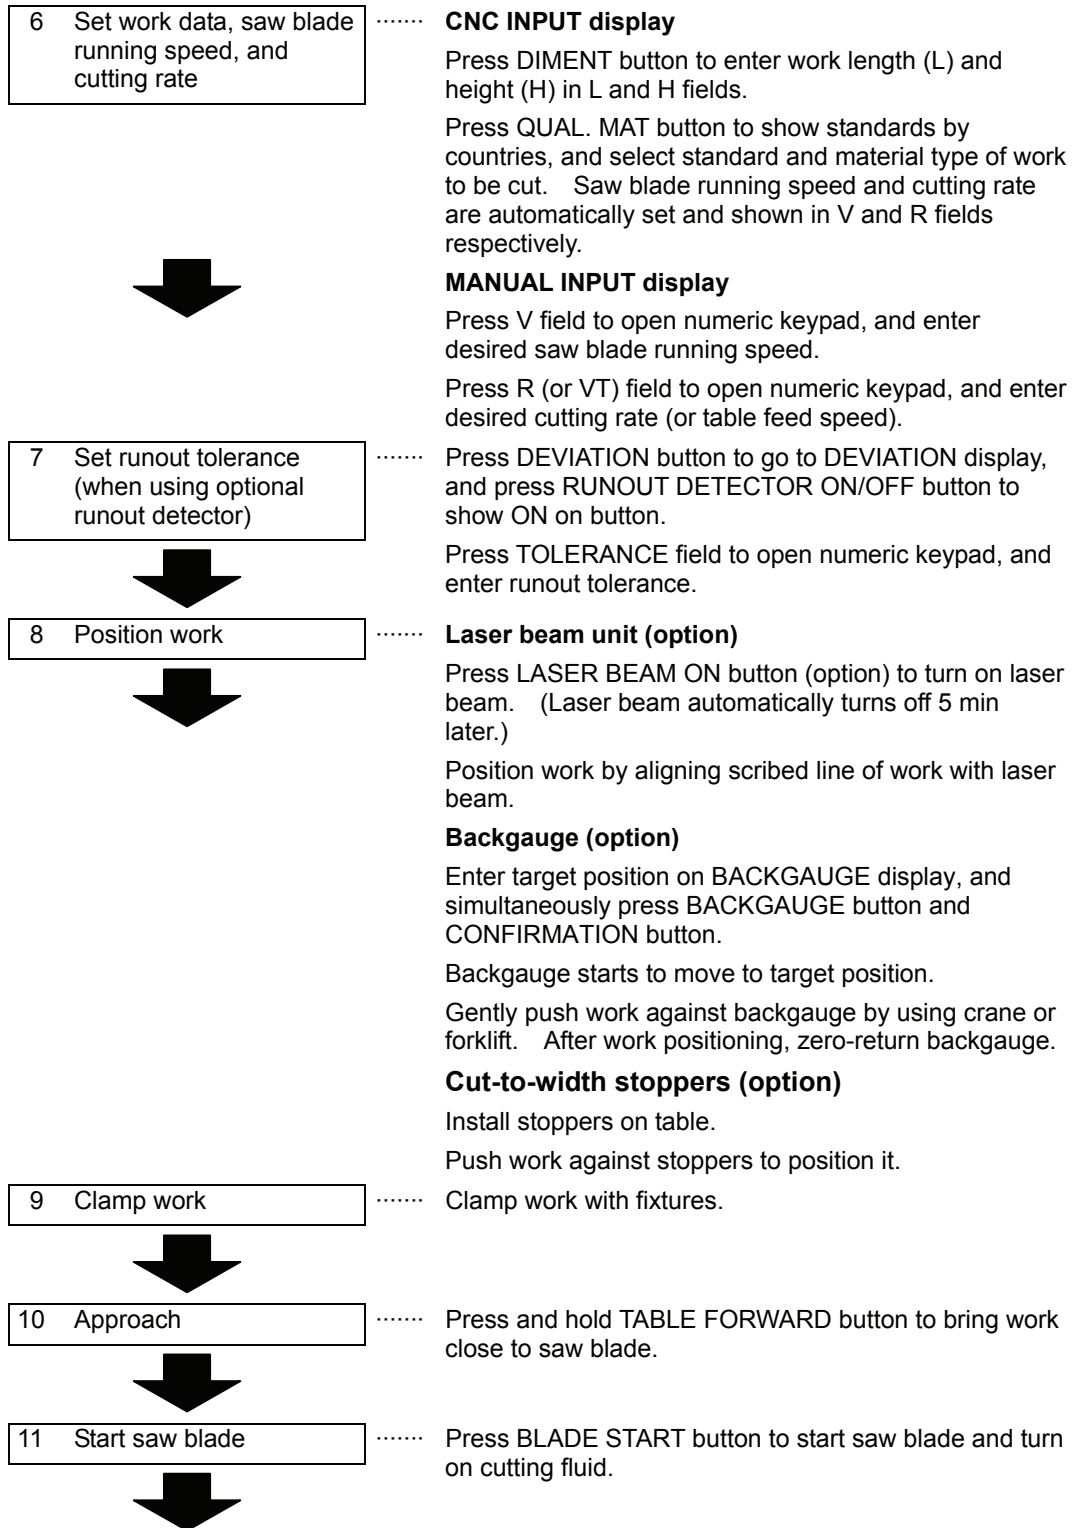 6 Set work data, saw blade
running speed, and
cutting rate
....... CNC INPUT display
Press DIMENT button to enter work length (L) and
height (H) in L and H fields.
Press QUAL. MAT button to show standards by
countries, and select standard and material type of work
to be cut. Saw blade running speed and cutting rate
are automatically set and shown in V and R fields
respectively.
MANUAL INPUT display
Press V field to open numeric keypad, and enter
desired saw blade running speed.
Press R (or VT) field to open numeric keypad, and enter
desired cutting rate (or table feed speed).
7 Set runout tolerance
(when using optional
runout detector)
....... Press DEVIATION button to go to DEVIATION display,
and press RUNOUT DETECTOR ON/OFF button to
show ON on button.
Press TOLERANCE field to open numeric keypad, and
enter runout tolerance.
8 Position work
....... Laser beam unit (option)
Press LASER BEAM ON button (option) to turn on laser
beam. (Laser beam automatically turns off 5 min
later.)
Position work by aligning scribed line of work with laser
beam.
Backgauge (option)
Enter target position on BACKGAUGE display, and
simultaneously press BACKGAUGE button and
CONFIRMATION button.
Backgauge starts to move to target position.
Gently push work against backgauge by using crane or
forklift. After work positioning, zero-return backgauge.
Cut-to-width stoppers (option)
Install stoppers on table.
Push work against stoppers to position it.
9 Clamp work
....... Clamp work with fixtures.
10 Approach
....... Press and hold TABLE FORWARD button to bring work
close to saw blade.
11 Start saw blade
....... Press BLADE START button to start saw blade and turn
on cutting fluid.